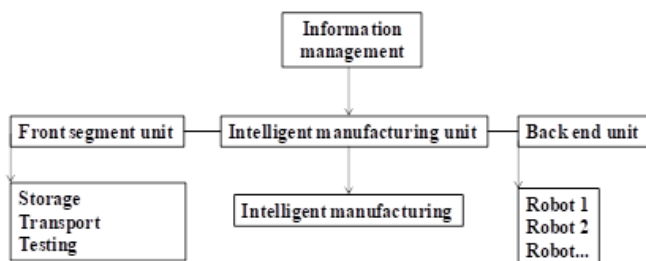 Information
management
Front segment unit
Intelligent manufacturing unit
Back end unit
Storage
Transport
Testing
Intelligent manufacturing
Robot 1
Robot 2
Robot...